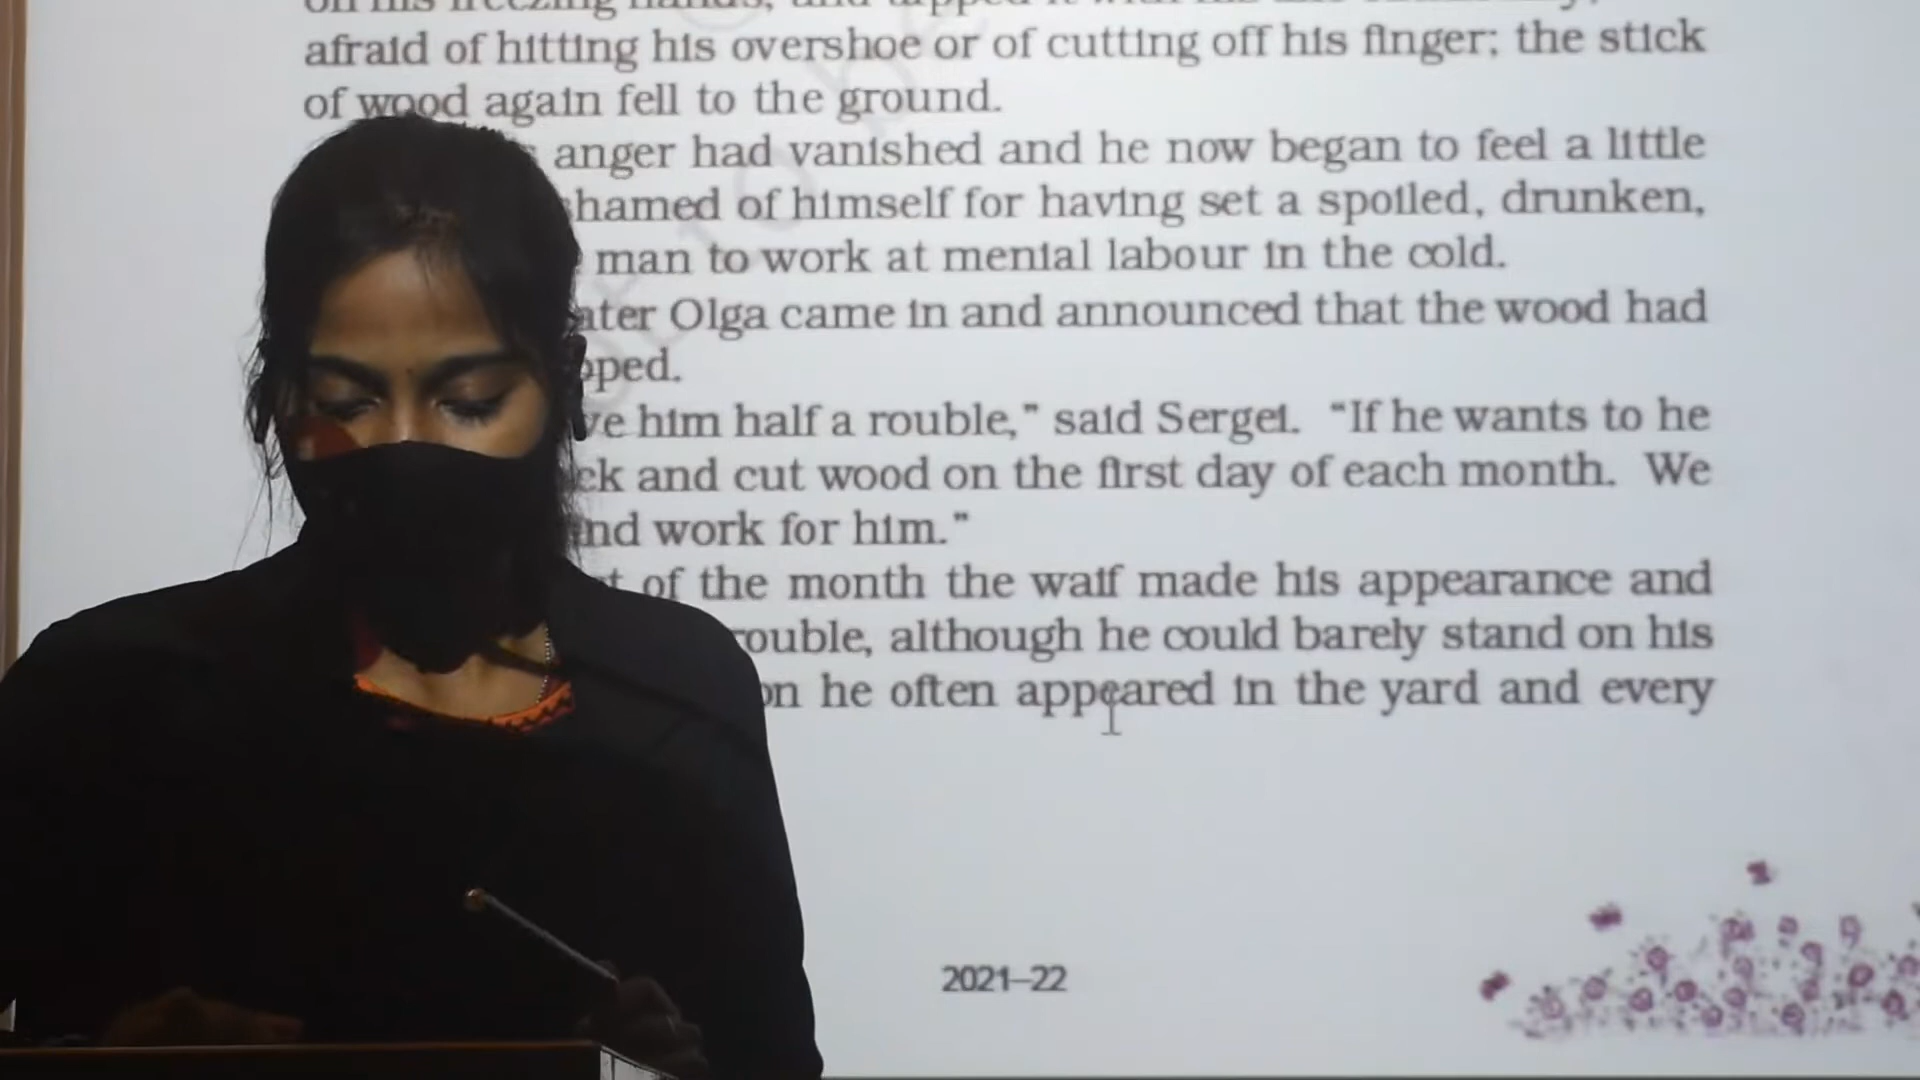 afraid of hitting his overshoe or of cutting off his finger; the stick
of wood again fell to the ground.
anger had vanished and he now began to feel a little
hamed of himself for having set a spoiled, drunken,
man to work at menial labour in the cold.
ater Olga came in and announced that the wood had
pped.
ve him half a rouble,” said Sergei. “If he wants to he
ck and cut wood on the first day of each month. We
nd work for him.”
of the month the waif made his appearance and
rouble, although he could barely stand on his
on he often appeared in the yard and every
2021–22